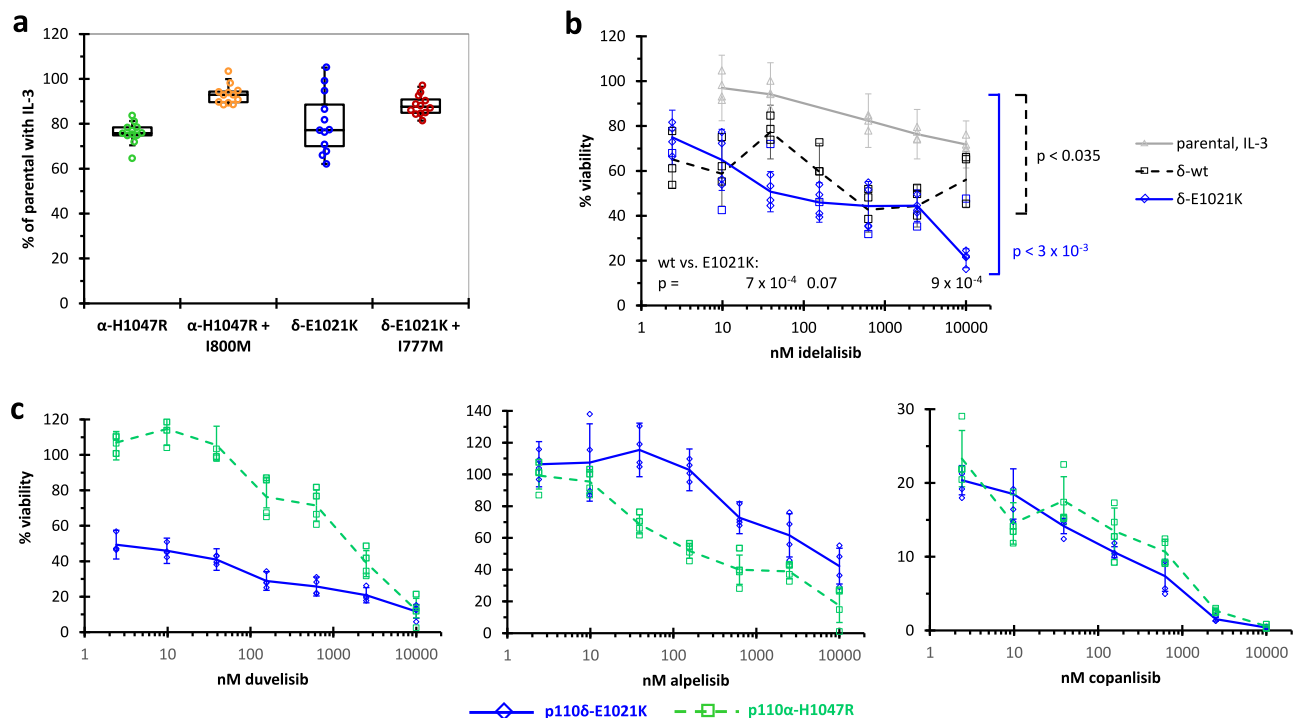 a
% of parental with IL-3
120
100
80
60
40
20
0
α-H1047R
α-H1047R +
I800M
δ-E1021K
δ-E1021K +
I777M
b
% viability
120
100
80
60
40
20
0
wt vs. E1021K:
p = 7 x 10⁻⁴ 0.07 9 x 10⁻⁴
1 10 100 1000 10000
nM idelalisib
p < 0.035
p < 3 x 10⁻³
parental, IL-3
δ-wt
δ-E1021K
c
% viability
120
100
80
60
40
20
0
1 10 100 1000 10000
nM duvelisib
140
120
100
80
60
40
20
0
1 10 100 1000 10000
nM alpelisib
30
20
10
0
1 10 100 1000 10000
nM copanlisib
p110δ-E1021K
p110α-H1047R